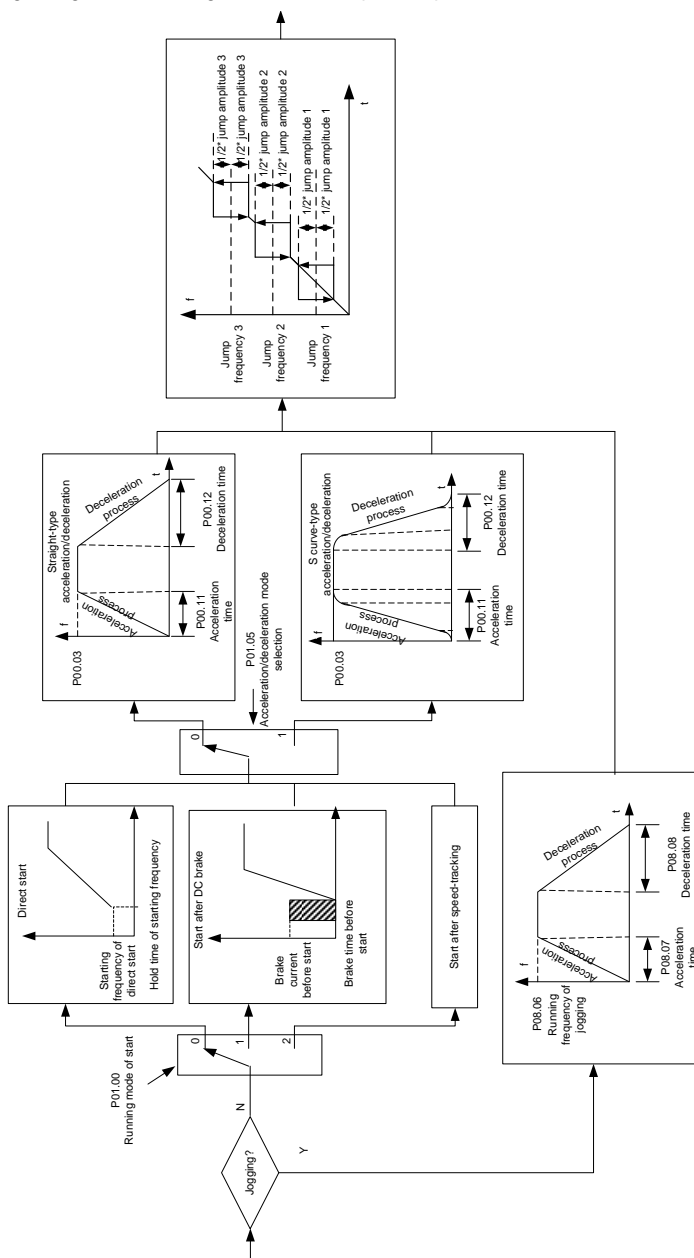 Jogging?
N
Y
P01.00
Running mode of start
0
1
2
Direct start
Starting
frequency of
direct start
Hold time of starting frequency
Start after DC brake
Brake
current
before start
Brake time before
start
Start after speed-tracking
P01.05
Acceleration/deceleration mode
selection
0
1
Straight-type
acceleration/deceleration
f
P00.03
Acceleration
process
Deceleration
process
t
P00.11
Acceleration
time
P00.12
Deceleration time
S curve-type
acceleration/deceleration
f
P00.03
Acceleration
process
Deceleration
process
t
P00.11
Acceleration
time
P00.12
Deceleration time
P08.06
Running
frequency of
jogging
f
Acceleration
process
Deceleration
process
t
P08.07
Acceleration
time
P08.08
Deceleration time
f
Jump
frequency 3
Jump
frequency 2
Jump
frequency 1
1/2* jump amplitude 3
1/2* jump amplitude 3
1/2* jump amplitude 2
1/2* jump amplitude 2
1/2* jump amplitude 1
1/2* jump amplitude 1
t